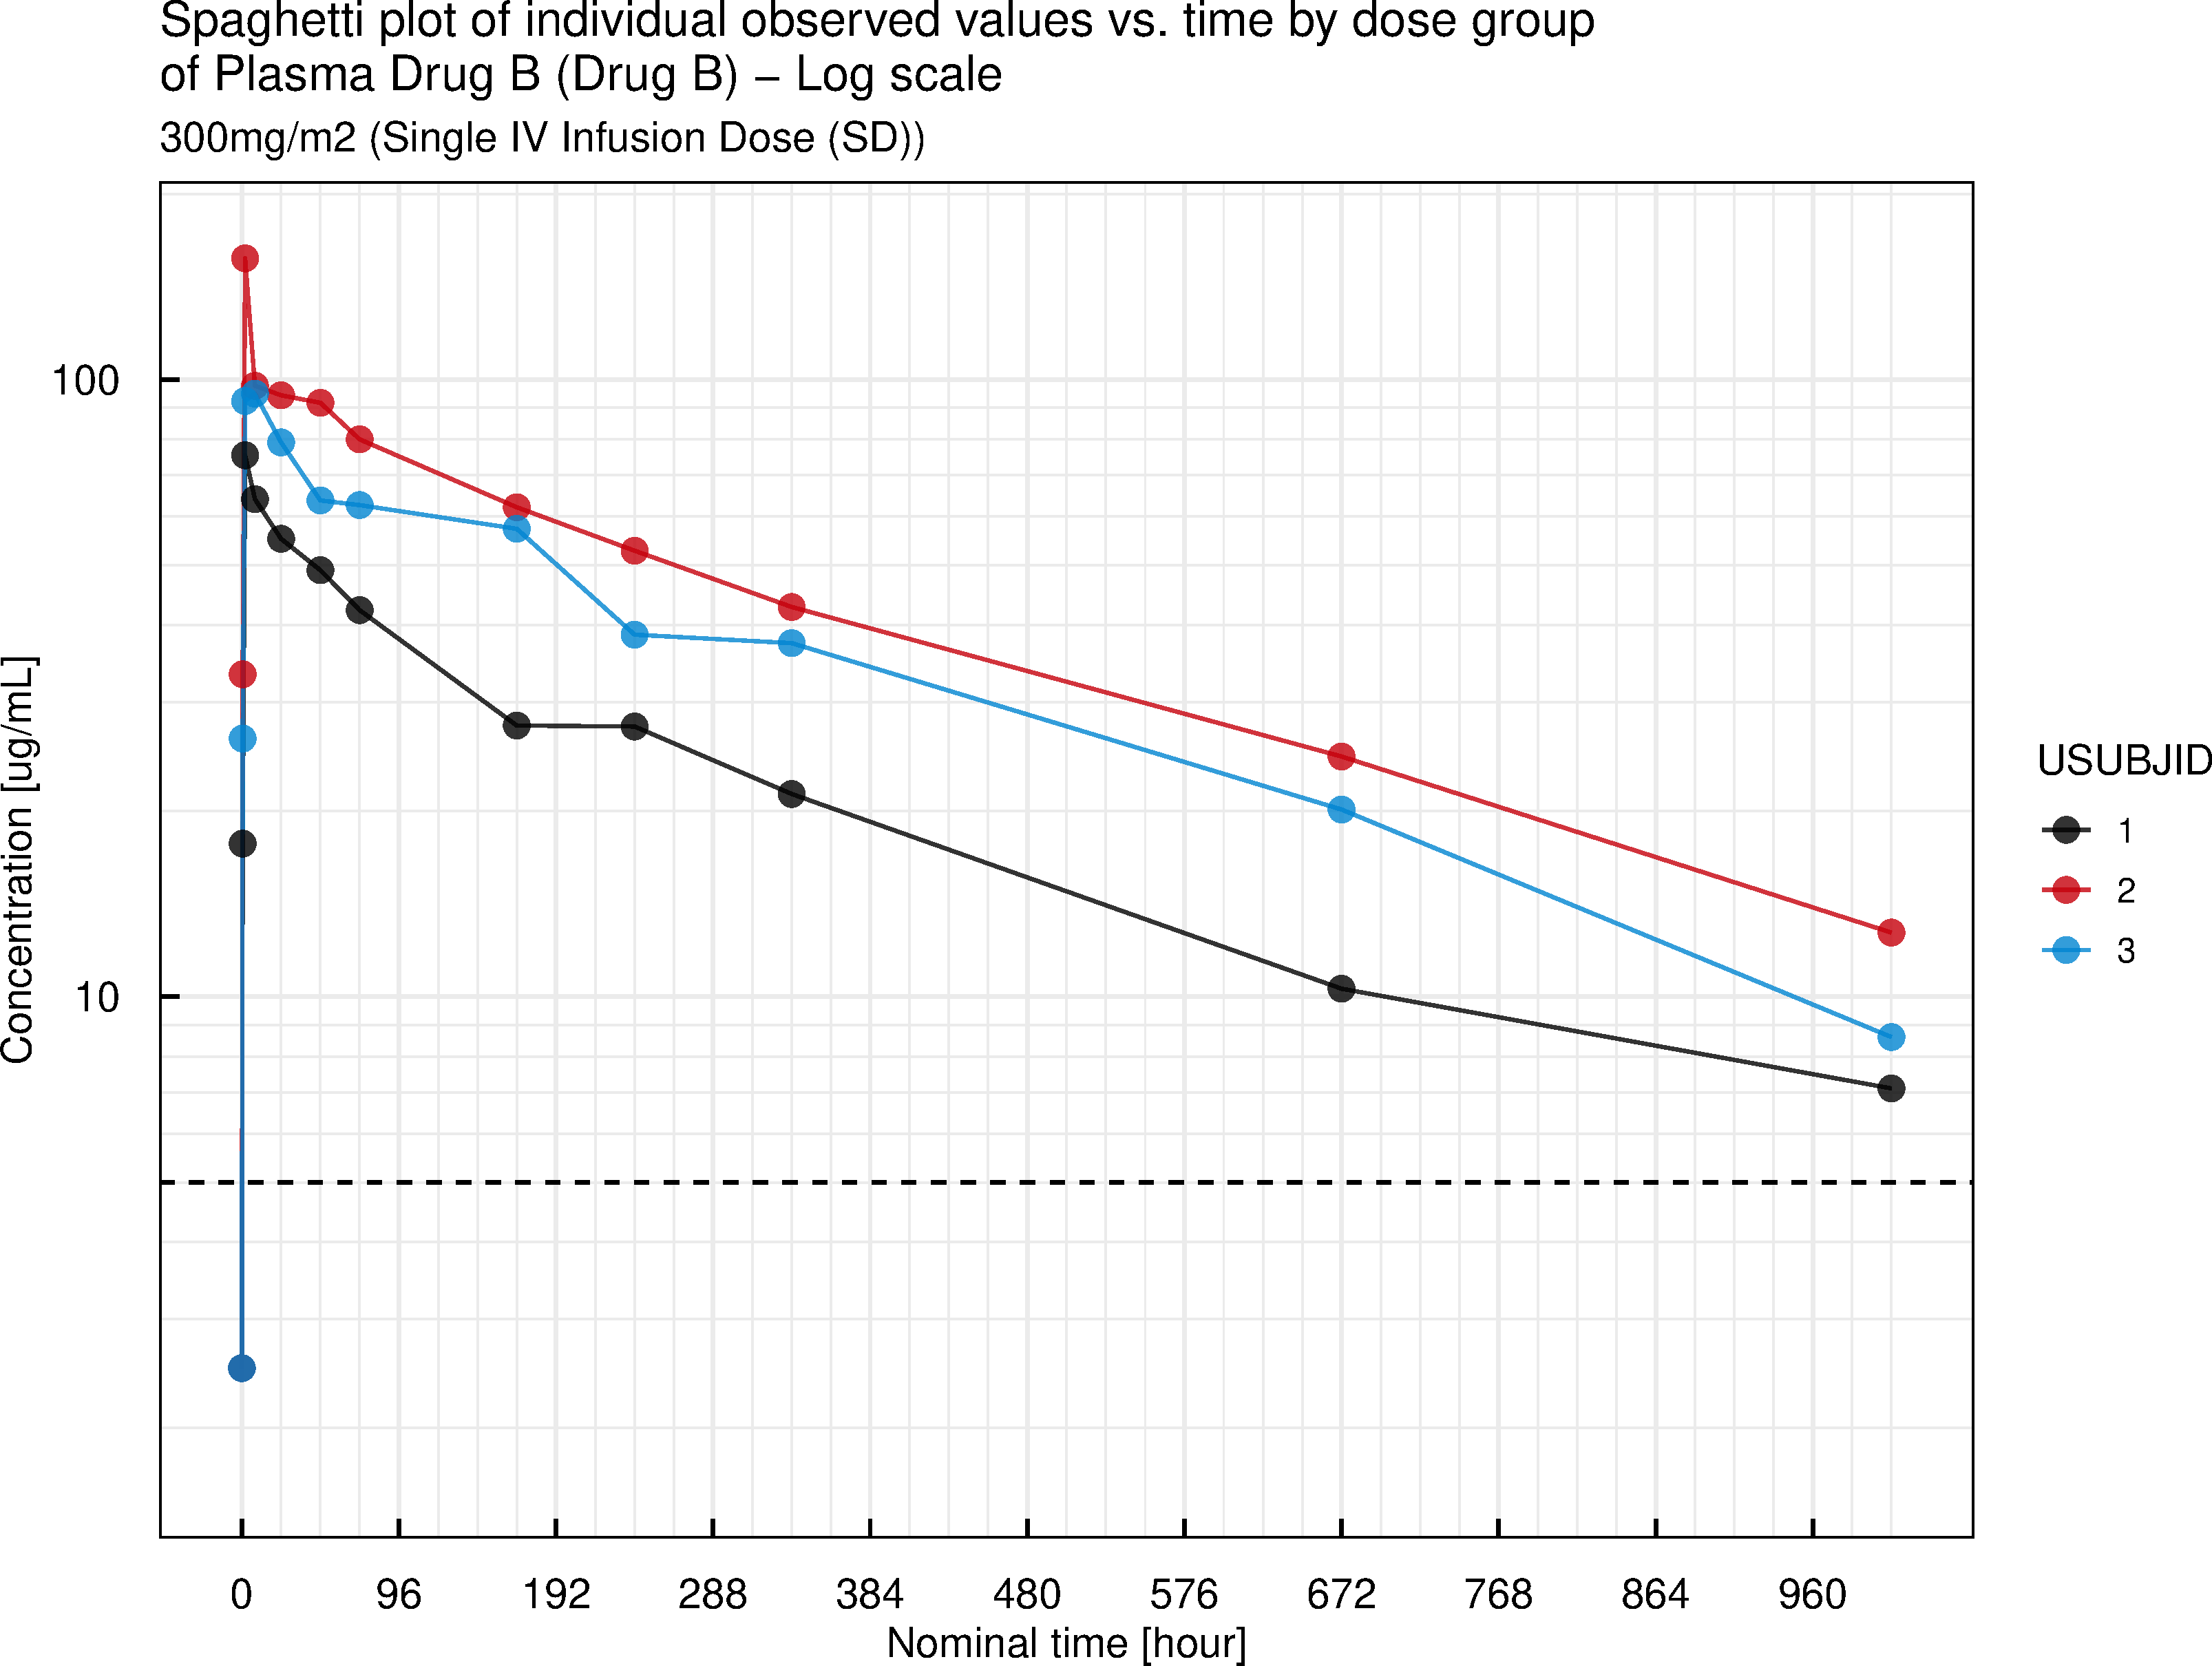 Spaghetti plot of individual observed values vs. time by dose group
of Plasma Drug B (Drug B) − Log scale
300mg/m2 (Single IV Infusion Dose (SD))
100
10
Concentration [ug/mL]
0 96 192 288 384 480 576 672 768 864 960
Nominal time [hour]
USUBJID
1
2
3